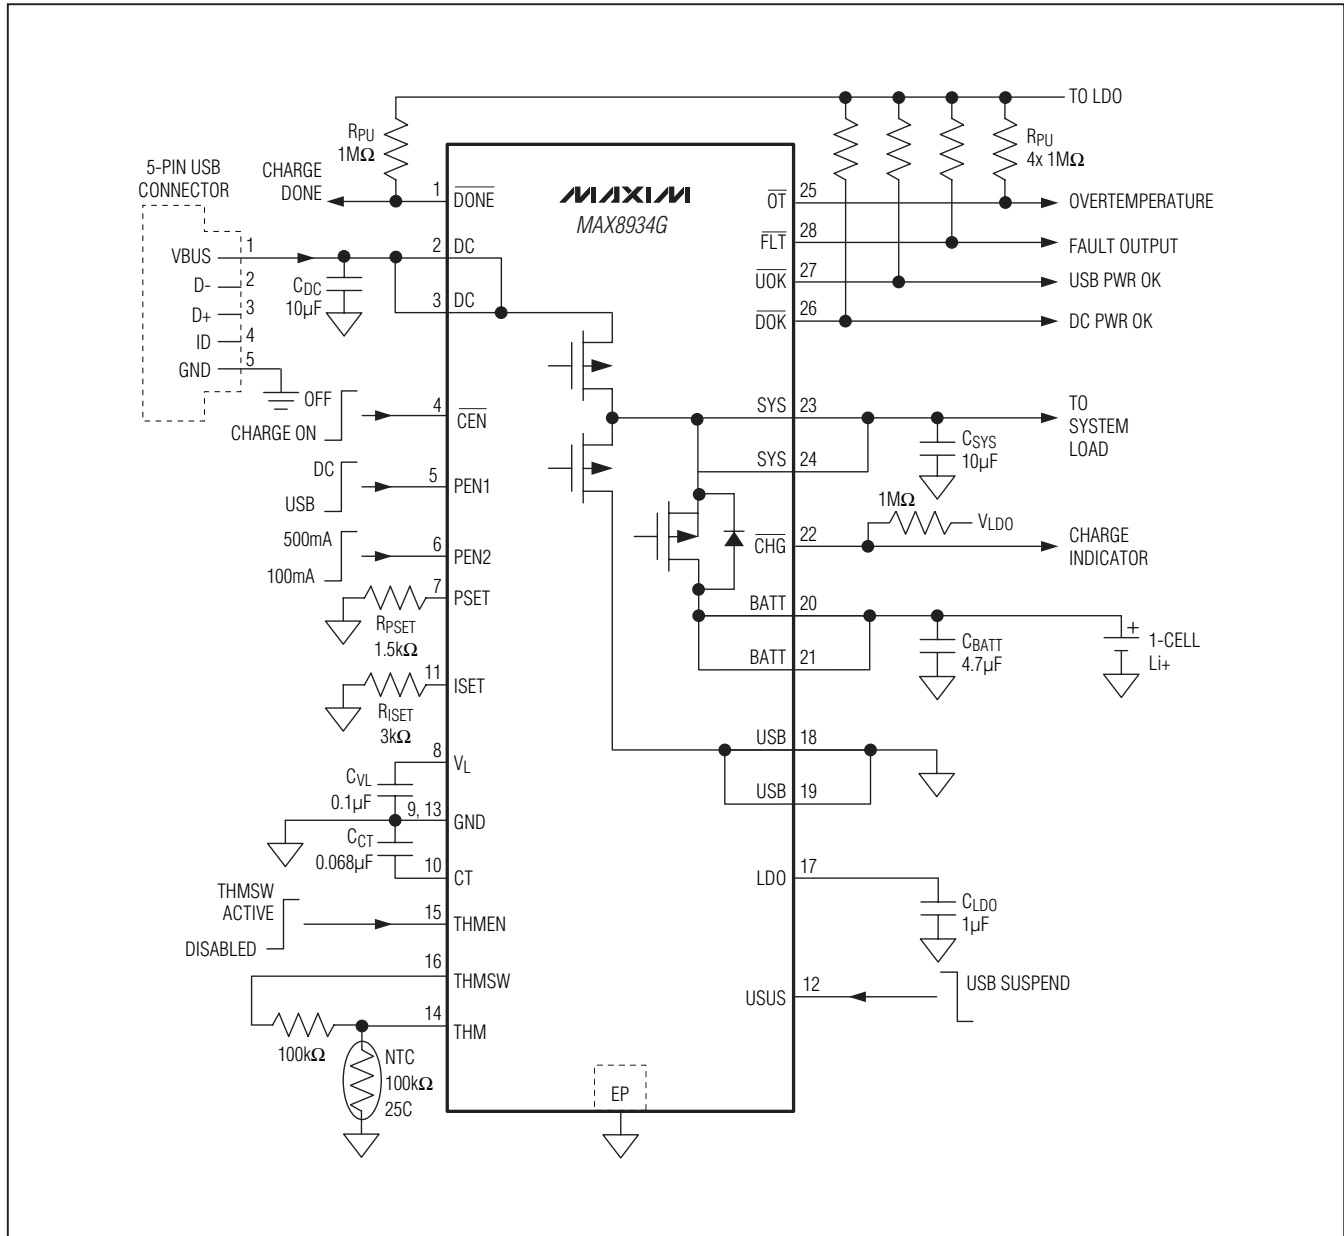 TO LDO
RPU
1MΩ
RPU
4x 1MΩ
5-PIN USB
CONNECTOR
CHARGE
DONE
1
DONE
MAXIM
MAX8934G
OT
25
OVERTEMPERATURE
FLT
28
FAULT OUTPUT
UOK
27
USB PWR OK
DOK
26
DC PWR OK
VBUS
1
D-
2
D+
3
ID
4
GND
5
CDC
10µF
2
DC
3
DC
OFF
CHARGE ON
4
CEN
DC
USB
5
PEN1
500mA
100mA
6
PEN2
7
PSET
RPSET
1.5kΩ
11
ISET
RISET
3kΩ
8
VL
CVL
0.1µF
9, 13
GND
CCT
0.068µF
10
CT
THMSW
ACTIVE
DISABLED
15
THMEN
16
THMSW
14
THM
100kΩ
NTC
100kΩ
25C
EP
SYS
23
TO
SYSTEM
LOAD
SYS
24
CSYS
10µF
1MΩ
VLDO
CHG
22
CHARGE
INDICATOR
BATT
20
BATT
21
CBATT
4.7µF
+
1-CELL
Li+
USB
18
USB
19
LDO
17
CLDO
1µF
USUS
12
USB SUSPEND